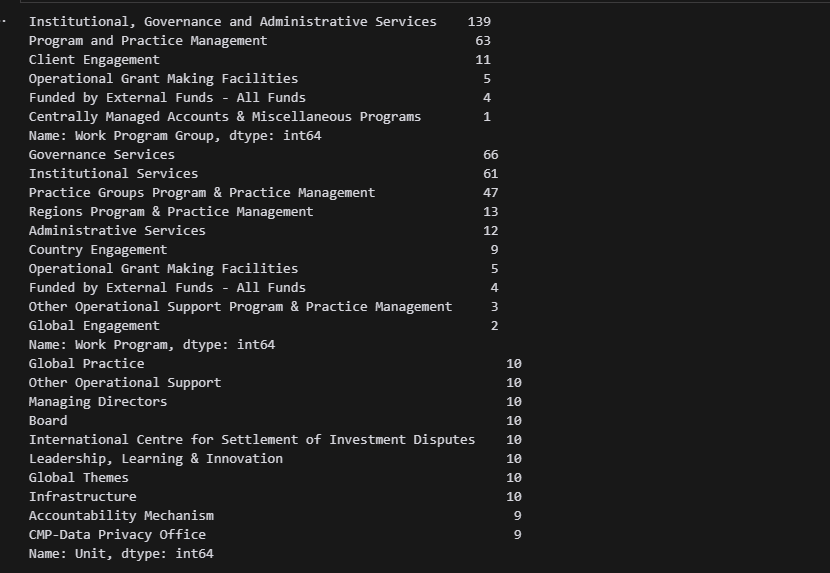 Institutional, Governance and Administrative Services    139
Program and Practice Management                           63
Client Engagement                                         11
Operational Grant Making Facilities                        5
Funded by External Funds - All Funds                       4
Centrally Managed Accounts & Miscellaneous Programs        1
Name: Work Program Group, dtype: int64
Governance Services                                        66
Institutional Services                                     61
Practice Groups Program & Practice Management              47
Regions Program & Practice Management                      13
Administrative Services                                    12
Country Engagement                                          9
Operational Grant Making Facilities                         5
Funded by External Funds - All Funds                        4
Other Operational Support Program & Practice Management     3
Global Engagement                                           2
Name: Work Program, dtype: int64
Global Practice                                               10
Other Operational Support                                     10
Managing Directors                                            10
Board                                                         10
International Centre for Settlement of Investment Disputes    10
Leadership, Learning & Innovation                             10
Global Themes                                                 10
Infrastructure                                                10
Accountability Mechanism                                       9
CMP-Data Privacy Office                                        9
Name: Unit, dtype: int64